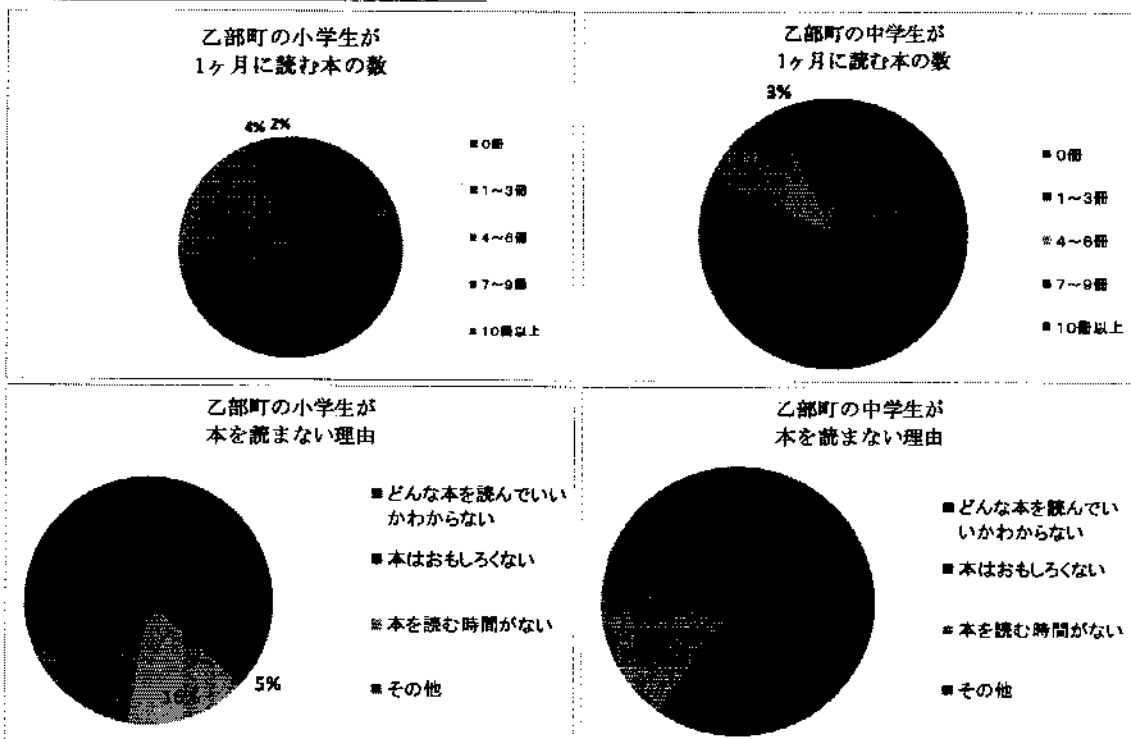 乙部町の小学生が
1ヶ月に読む本の数
4% 2%
0冊
1～3冊
4～6冊
7～9冊
10冊以上
乙部町の中学生が
1ヶ月に読む本の数
3%
0冊
1～3冊
4～6冊
7～9冊
10冊以上
乙部町の小学生が
本を読まない理由
5%
どんな本を読んでいい
かわからない
本はおもしろくない
本を読む時間がない
その他
乙部町の中学生が
本を読まない理由
どんな本を読んでい
いかわからない
本はおもしろくない
本を読む時間がない
その他